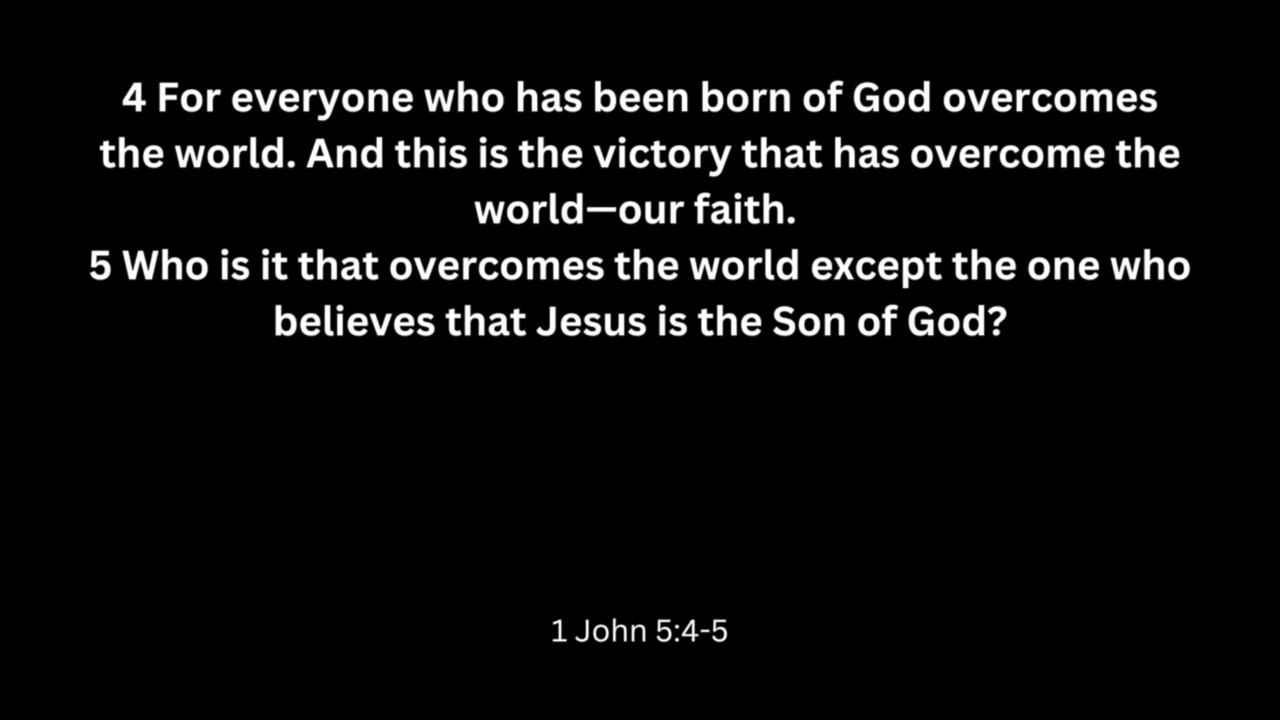 4 For everyone who has been born of God overcomes
the world. And this is the victory that has overcome the
world—our faith.
5 Who is it that overcomes the world except the one who
believes that Jesus is the Son of God?
1 John 5:4-5